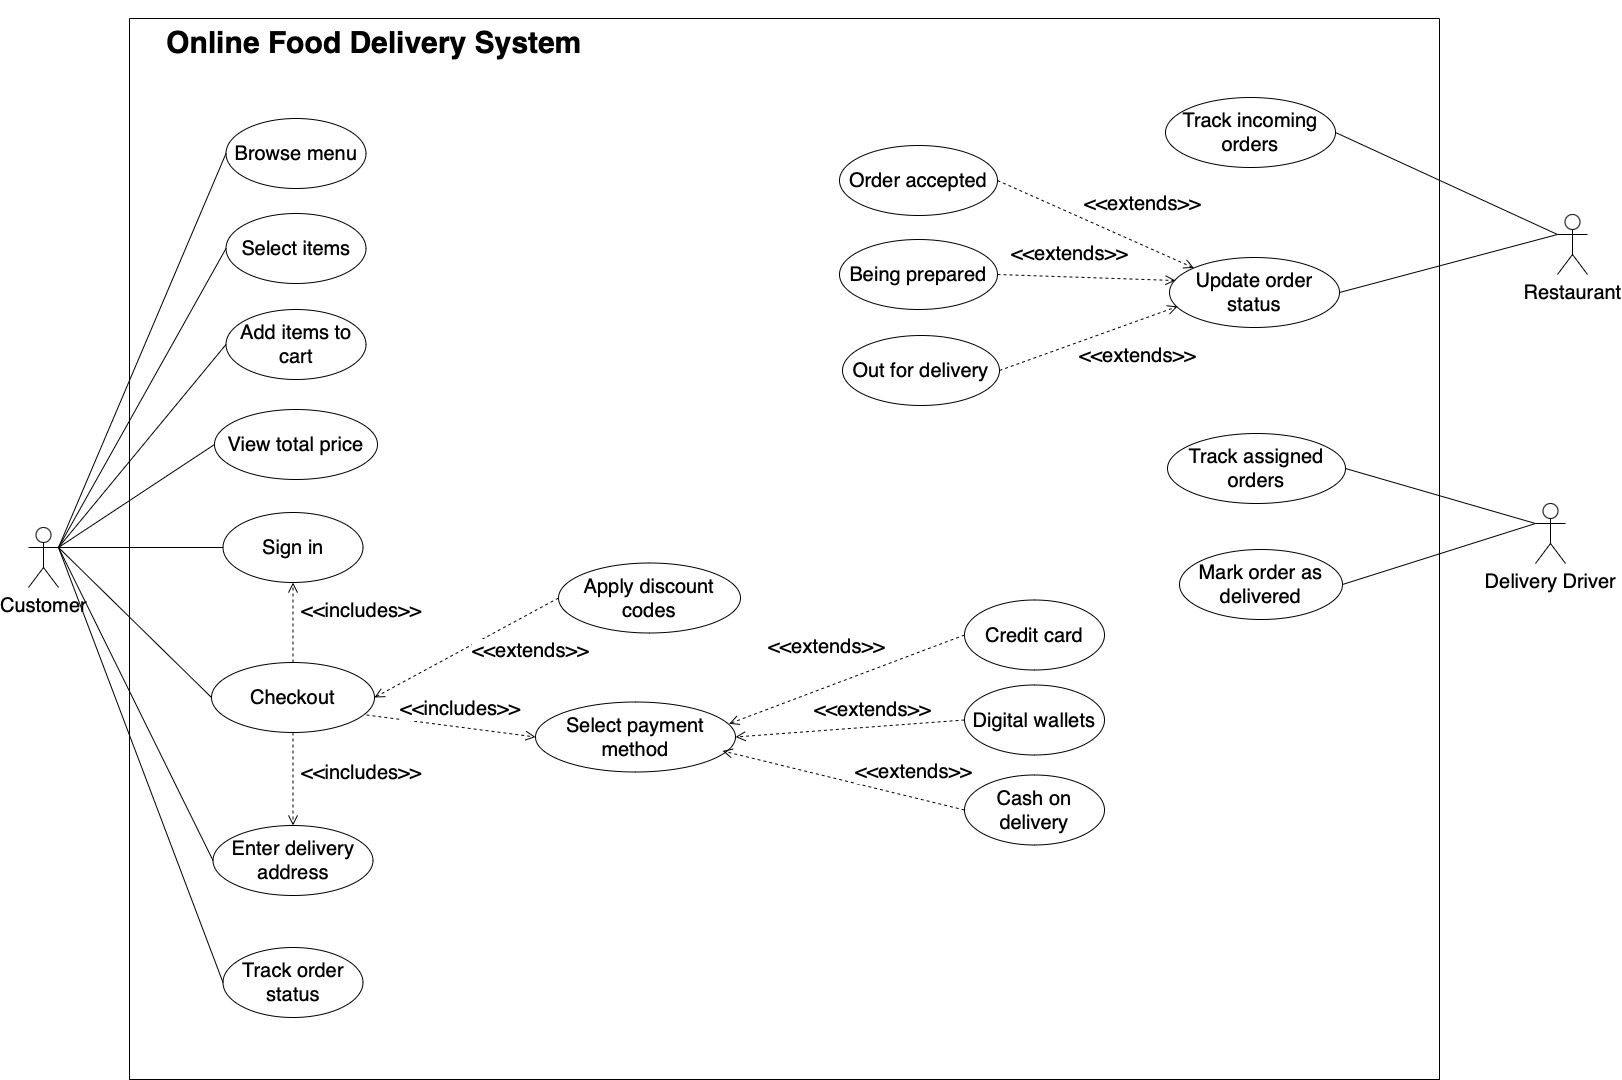 Online Food Delivery System
Browse menu
Select items
Add items to
cart
View total price
Sign in
Customer
<<includes>>
Checkout
<<includes>>
Enter delivery
address
Track order
status
Apply discount
codes
<<extends>>
<<includes>>
Select payment
method
<<extends>>
Credit card
<<extends>>
Digital wallets
<<extends>>
Cash on
delivery
Order accepted
<<extends>>
Being prepared
<<extends>>
Out for delivery
<<extends>>
Track incoming
orders
Update order
status
Restaurant
Track assigned
orders
Mark order as
delivered
Delivery Driver